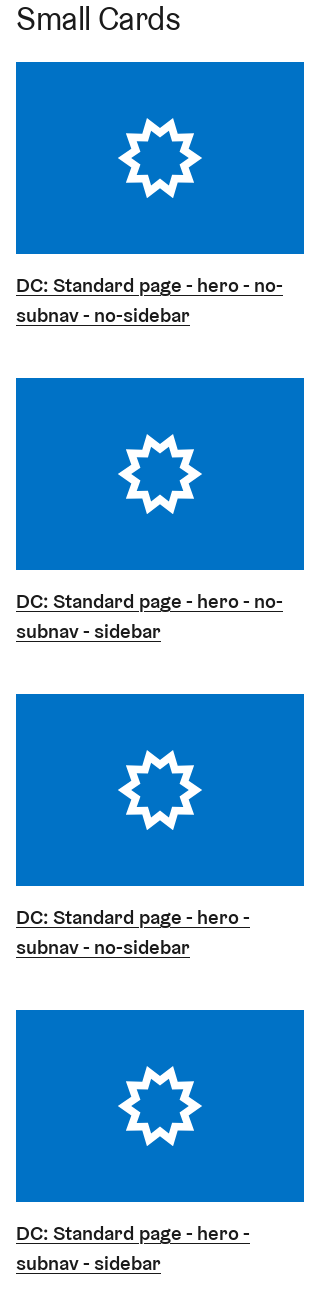 Small Cards
DC: Standard page - hero - no-
subnav - no-sidebar
DC: Standard page - hero - no-
subnav - sidebar
DC: Standard page - hero -
subnav - no-sidebar
DC: Standard page - hero -
subnav - sidebar